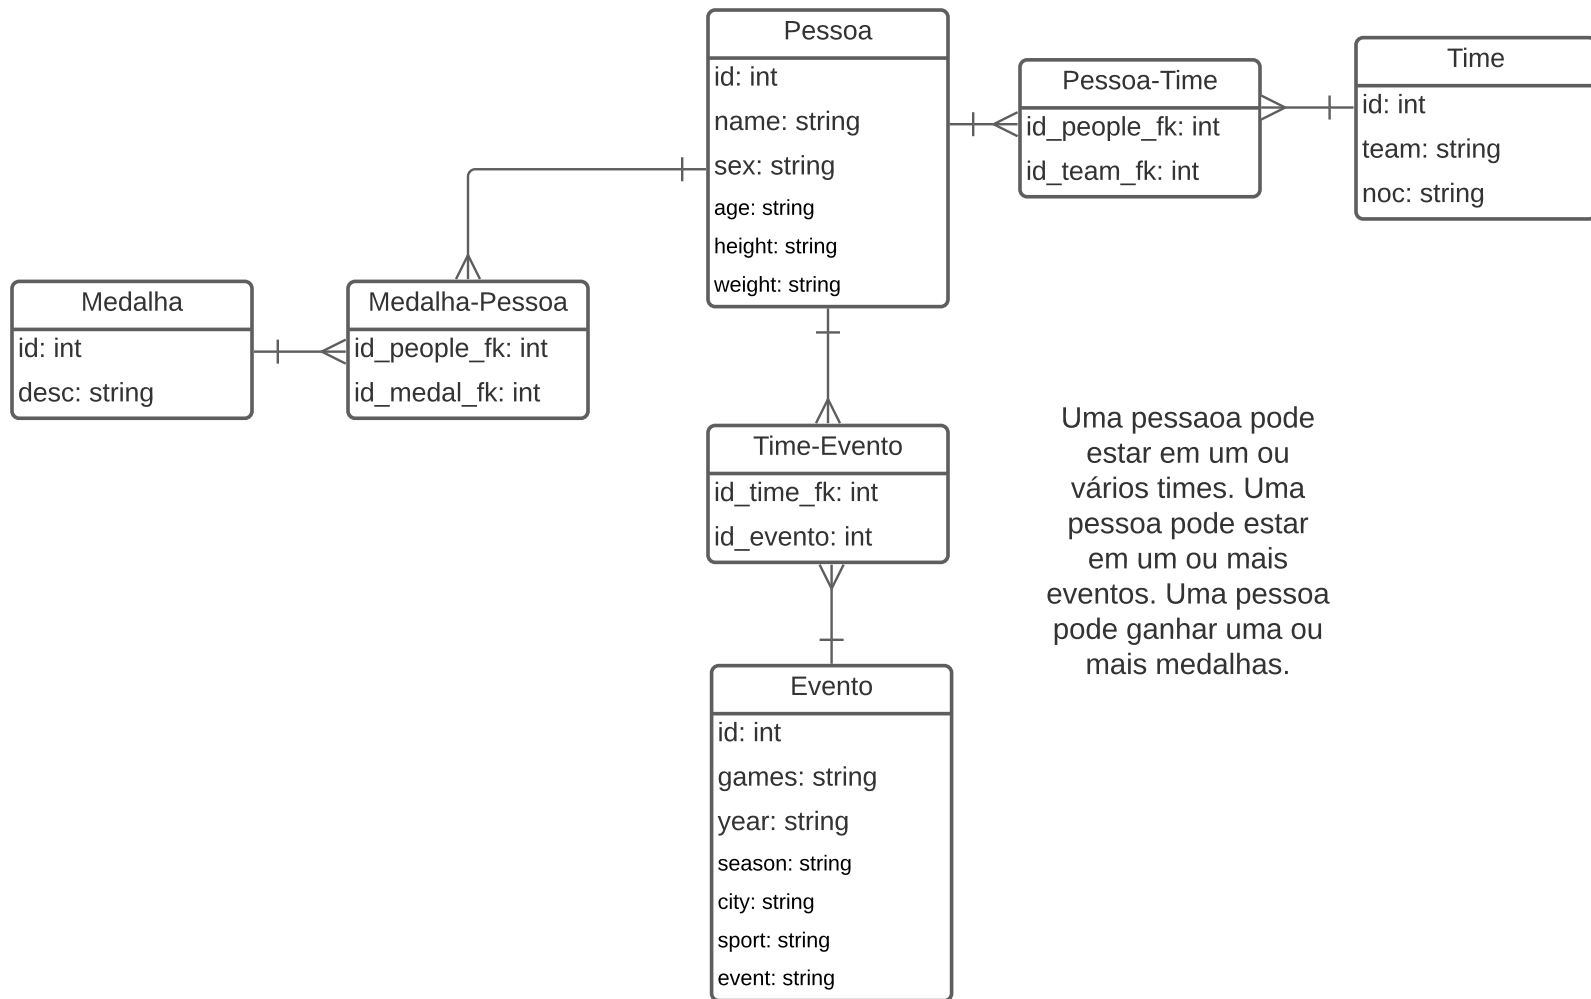 Pessoa
id: int
name: string
sex: string
age: string
height: string
weight: string
Pessoa-Time
id_people_fk: int
id_team_fk: int
Time
id: int
team: string
noc: string
Medalha
id: int
desc: string
Medalha-Pessoa
id_people_fk: int
id_medal_fk: int
Time-Evento
id_time_fk: int
id_evento: int
Uma pessaoa pode
estar em um ou
vários times. Uma
pessoa pode estar
em um ou mais
eventos. Uma pessoa
pode ganhar uma ou
mais medalhas.
Evento
id: int
games: string
year: string
season: string
city: string
sport: string
event: string